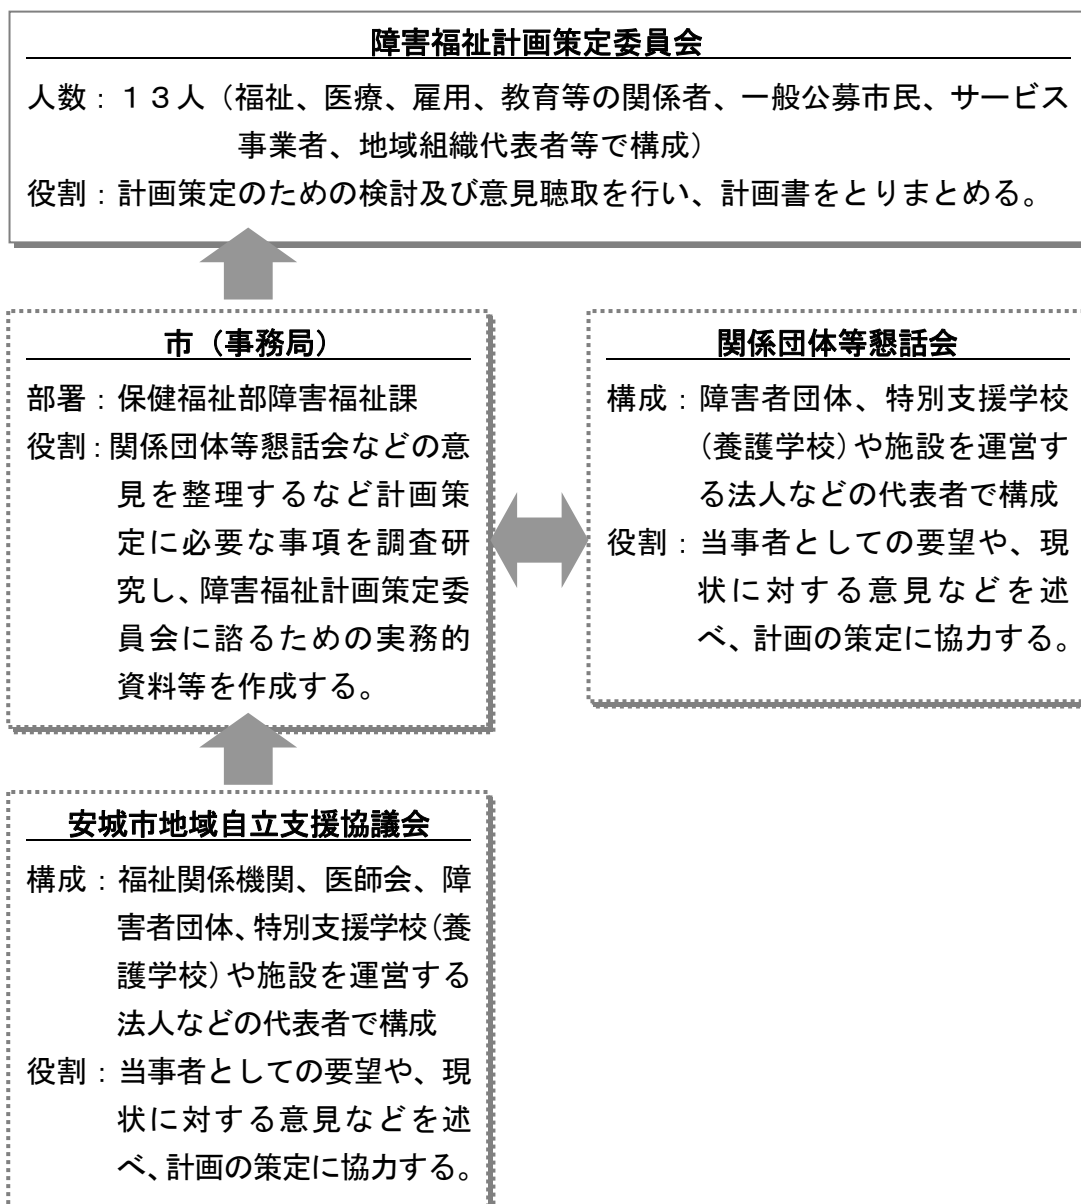 障害福祉計画策定委員会
人数：１３人（福祉、医療、雇用、教育等の関係者、一般公募市民、サービス
事業者、地域組織代表者等で構成）
役割：計画策定のための検討及び意見聴取を行い、計画書をとりまとめる。
市（事務局）
部署：保健福祉部障害福祉課
役割：関係団体等懇話会などの意
見を整理するなど計画策
定に必要な事項を調査研
究し、障害福祉計画策定委
員会に諮るための実務的
資料等を作成する。
関係団体等懇話会
構成：障害者団体、特別支援学校
（養護学校）や施設を運営す
る法人などの代表者で構成
役割：当事者としての要望や、現
状に対する意見などを述
べ、計画の策定に協力する。
安城市地域自立支援協議会
構成：福祉関係機関、医師会、障
害者団体、特別支援学校（養
護学校）や施設を運営する
法人などの代表者で構成
役割：当事者としての要望や、現
状に対する意見などを述
べ、計画の策定に協力する。